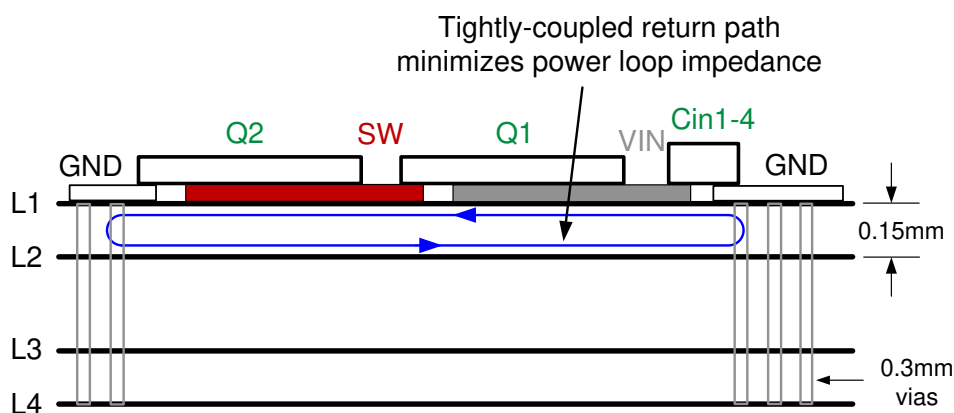 Tightly-coupled return path
minimizes power loop impedance
Cin1-4
Q2
SW
Q1
VIN
GND
GND
L1
0.15mm
L2
L3
0.3mm
vias
L4